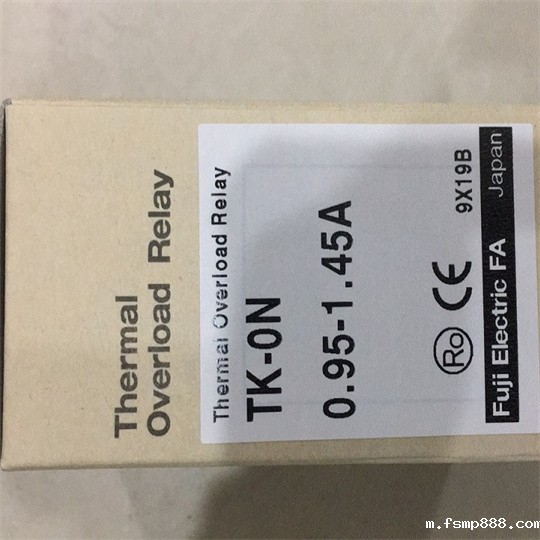 Thermal
Overload Relay
Thermal Overload Relay
TK-0N
0.95-1.45A
Ro CE 9X19B
Fuji Electric FA Japan
m.fsmp888.com